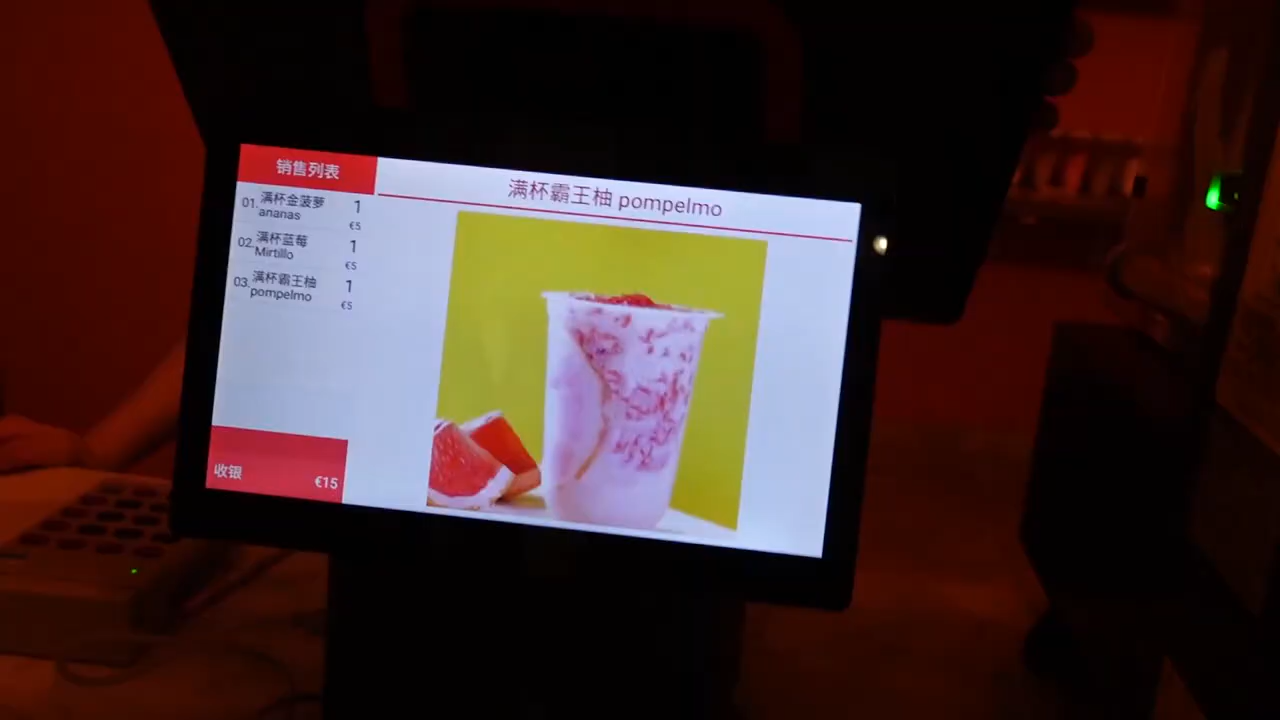 销售列表
01. 满杯金菠萝 1
ananas
€5
02. 满杯蓝莓 1
Mirtillo
€5
03. 满杯霸王柚 1
pompelmo
€5
收银 €15
满杯霸王柚 pompelmo